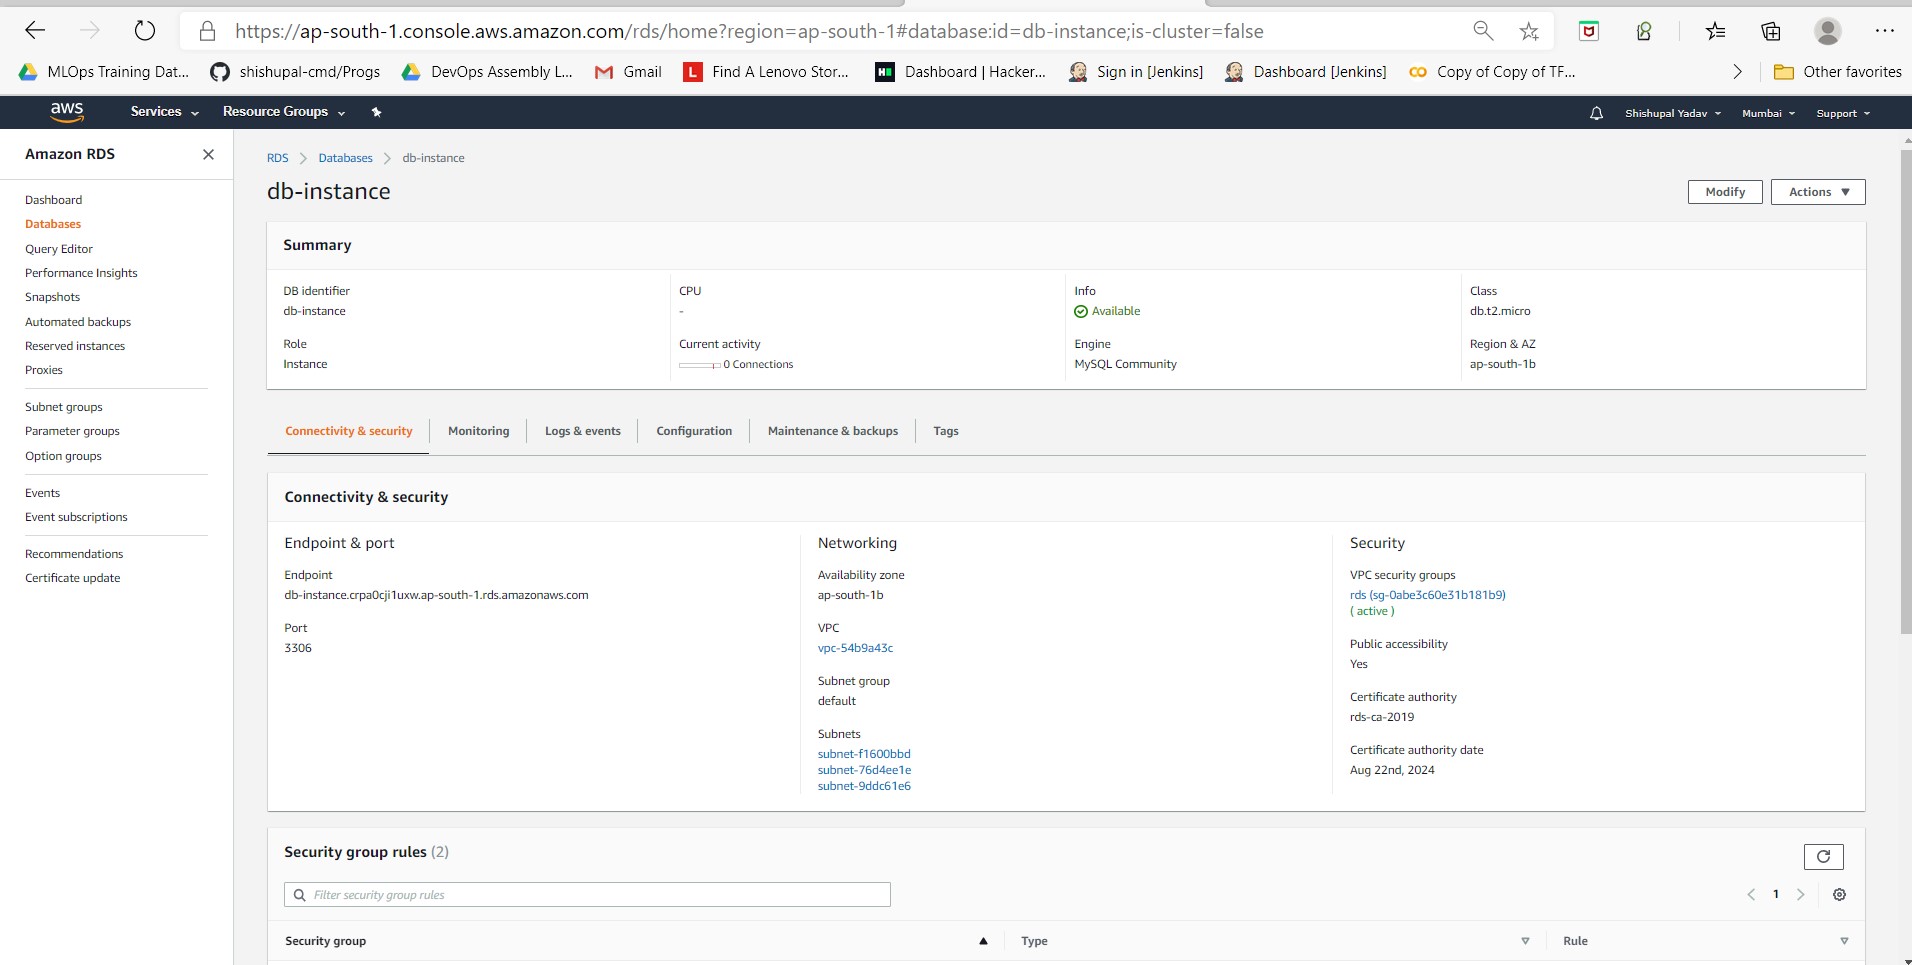 https://ap-south-1.console.aws.amazon.com/rds/home?region=ap-south-1#database:id=db-instance;is-cluster=false
MLOps Training Dat... shishupal-cmd/Progs DevOps Assembly L... Gmail L Find A Lenovo Stor... Dashboard | Hacker... Sign in [Jenkins] Dashboard [Jenkins] Copy of Copy of TF... Other favorites
aws Services Resource Groups Shishupal Yadav Mumbai Support
Amazon RDS
Dashboard
Databases
Query Editor
Performance Insights
Snapshots
Automated backups
Reserved instances
Proxies
Subnet groups
Parameter groups
Option groups
Events
Event subscriptions
Recommendations
Certificate update
RDS Databases db-instance
db-instance
Modify Actions
Summary
DB identifier
db-instance
Role
Instance
CPU
-
Current activity
0 Connections
Info
Available
Engine
MySQL Community
Class
db.t2.micro
Region & AZ
ap-south-1b
Connectivity & security Monitoring Logs & events Configuration Maintenance & backups Tags
Connectivity & security
Endpoint & port
Endpoint
db-instance.crpa0cji1uxw.ap-south-1.rds.amazonaws.com
Port
3306
Networking
Availability zone
ap-south-1b
VPC
vpc-54b9a43c
Subnet group
default
Subnets
subnet-f1600bbd
subnet-76d4ee1e
subnet-9ddc61e6
Security
VPC security groups
rds (sg-0abe3c60e31b181b9)
( active )
Public accessibility
Yes
Certificate authority
rds-ca-2019
Certificate authority date
Aug 22nd, 2024
Security group rules (2)
Filter security group rules
1
Security group Type Rule